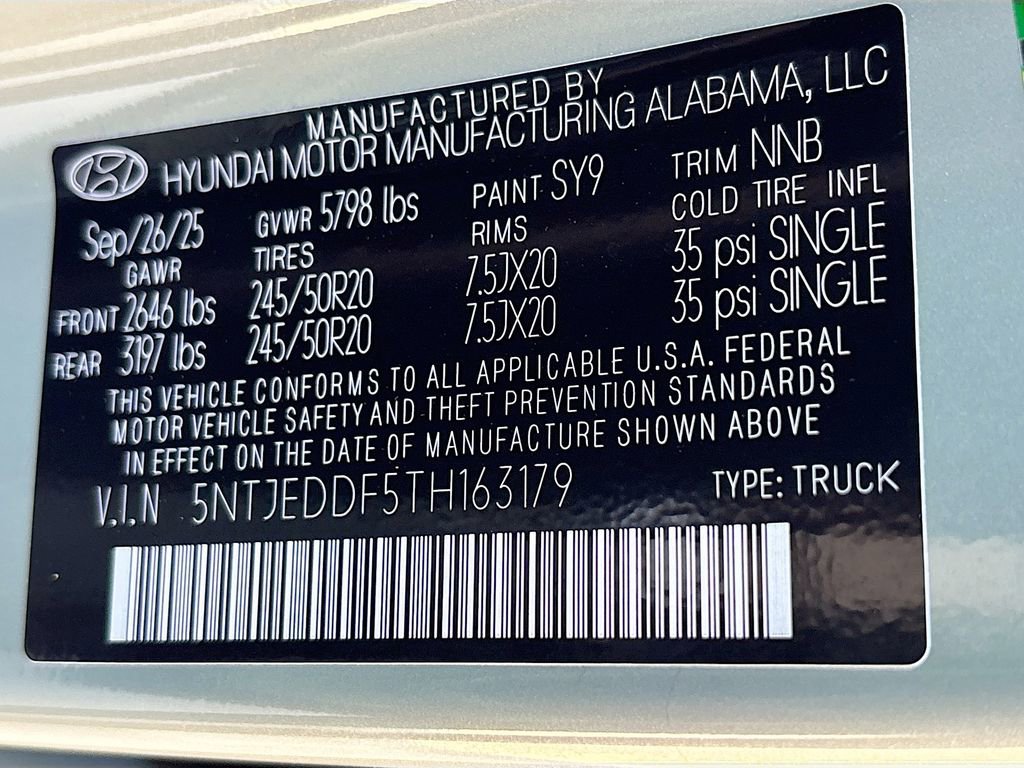 MANUFACTURED BY
HYUNDAI MOTOR MANUFACTURING ALABAMA, LLC
Sep/26/25 GVWR 5798 lbs PAINT SY9 TRIM NNB
GAWR TIRES RIMS COLD TIRE INFL
FRONT 2646 lbs 245/50R20 7.5JX20 35 psi SINGLE
REAR 3197 lbs 245/50R20 7.5JX20 35 psi SINGLE
THIS VEHICLE CONFORMS TO ALL APPLICABLE U.S.A. FEDERAL
MOTOR VEHICLE SAFETY AND THEFT PREVENTION STANDARDS
IN EFFECT ON THE DATE OF MANUFACTURE SHOWN ABOVE
V.I.N 5NTJEDDF5TH163179 TYPE: TRUCK